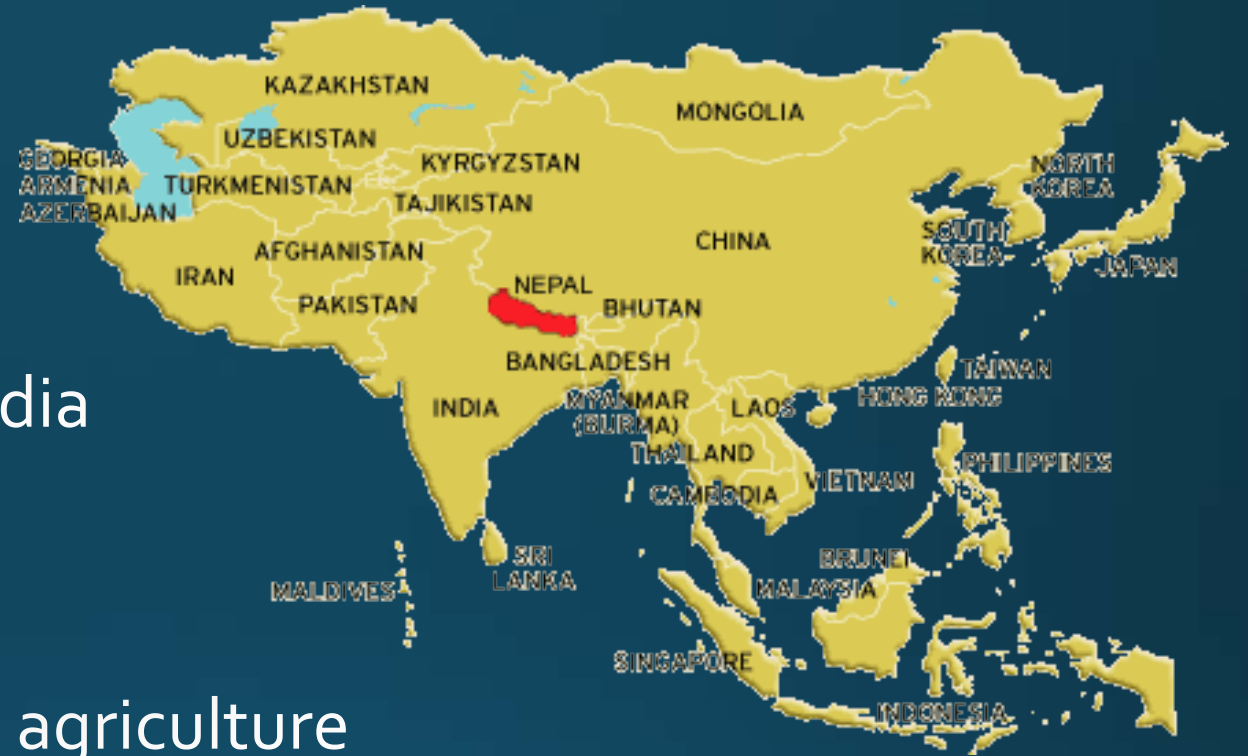 KAZAKHSTAN
MONGOLIA
UZBEKISTAN
GEORGIA
KYRGYZSTAN
NORTH
KOREA
ARMENIA
TURKMENISTAN
TAJIKISTAN
AZERBAIJAN
SOUTH
KOREA
CHINA
AFGHANISTAN
JAPAN
IRAN
NEPAL
PAKISTAN
BHUTAN
BANGLADESH
TAIWAN
HONG KONG
dia
INDIA
MYANMAR
(BURMA)
LAOS
THAILAND
PHILIPPINES
VIETNAM
CAMBODIA
SRI
LANKA
BRUNEI
MALDIVES
MALAYSIA
SINGAPORE
INDONESIA
agriculture